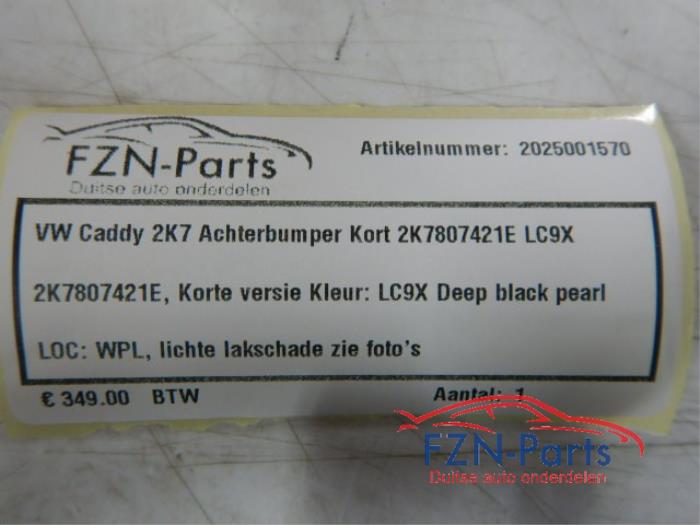 FZN-Parts
Duitse auto onderdelen
Artikelnummer: 2025001570
VW Caddy 2K7 Achterbumper Kort 2K7807421E LC9X
2K7807421E, Korte versie Kleur: LC9X Deep black pearl
LOC: WPL, lichte lakschade zie foto's
€ 349.00 BTW
Aantal: 1
FZN-Parts
Duitse auto onderdelen